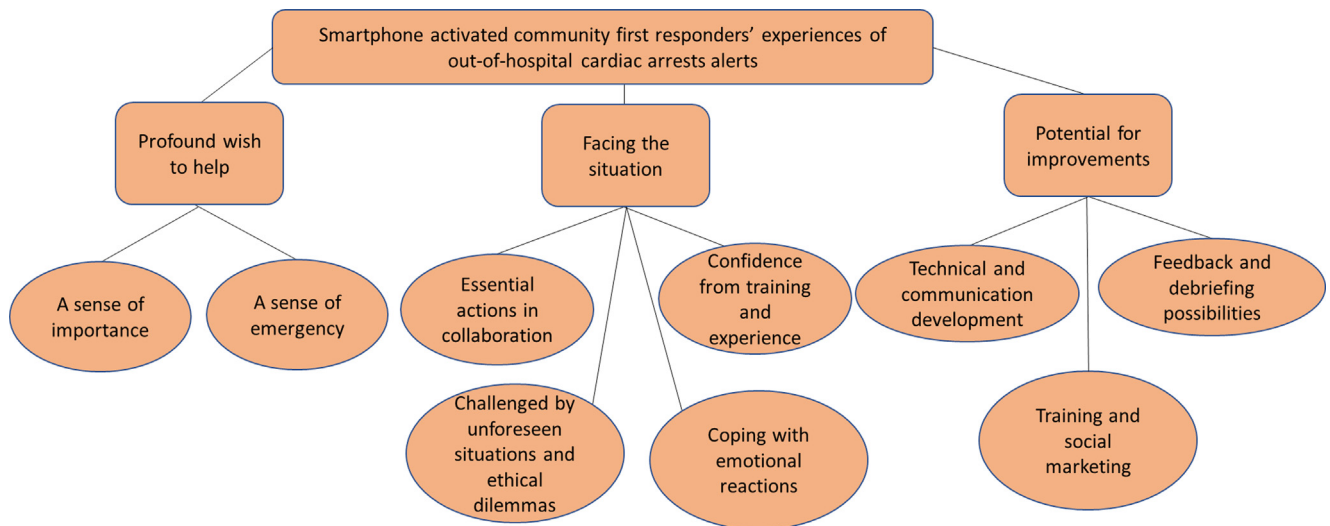 Smartphone activated community first responders’ experiences of
out-of-hospital cardiac arrests alerts
Profound wish
to help
Facing the
situation
Potential for
improvements
A sense of
importance
A sense of
emergency
Essential
actions in
collaboration
Confidence
from training
and
experience
Challenged by
unforeseen
situations and
ethical
dilemmas
Coping with
emotional
reactions
Technical and
communication
development
Feedback and
debriefing
possibilities
Training and
social
marketing